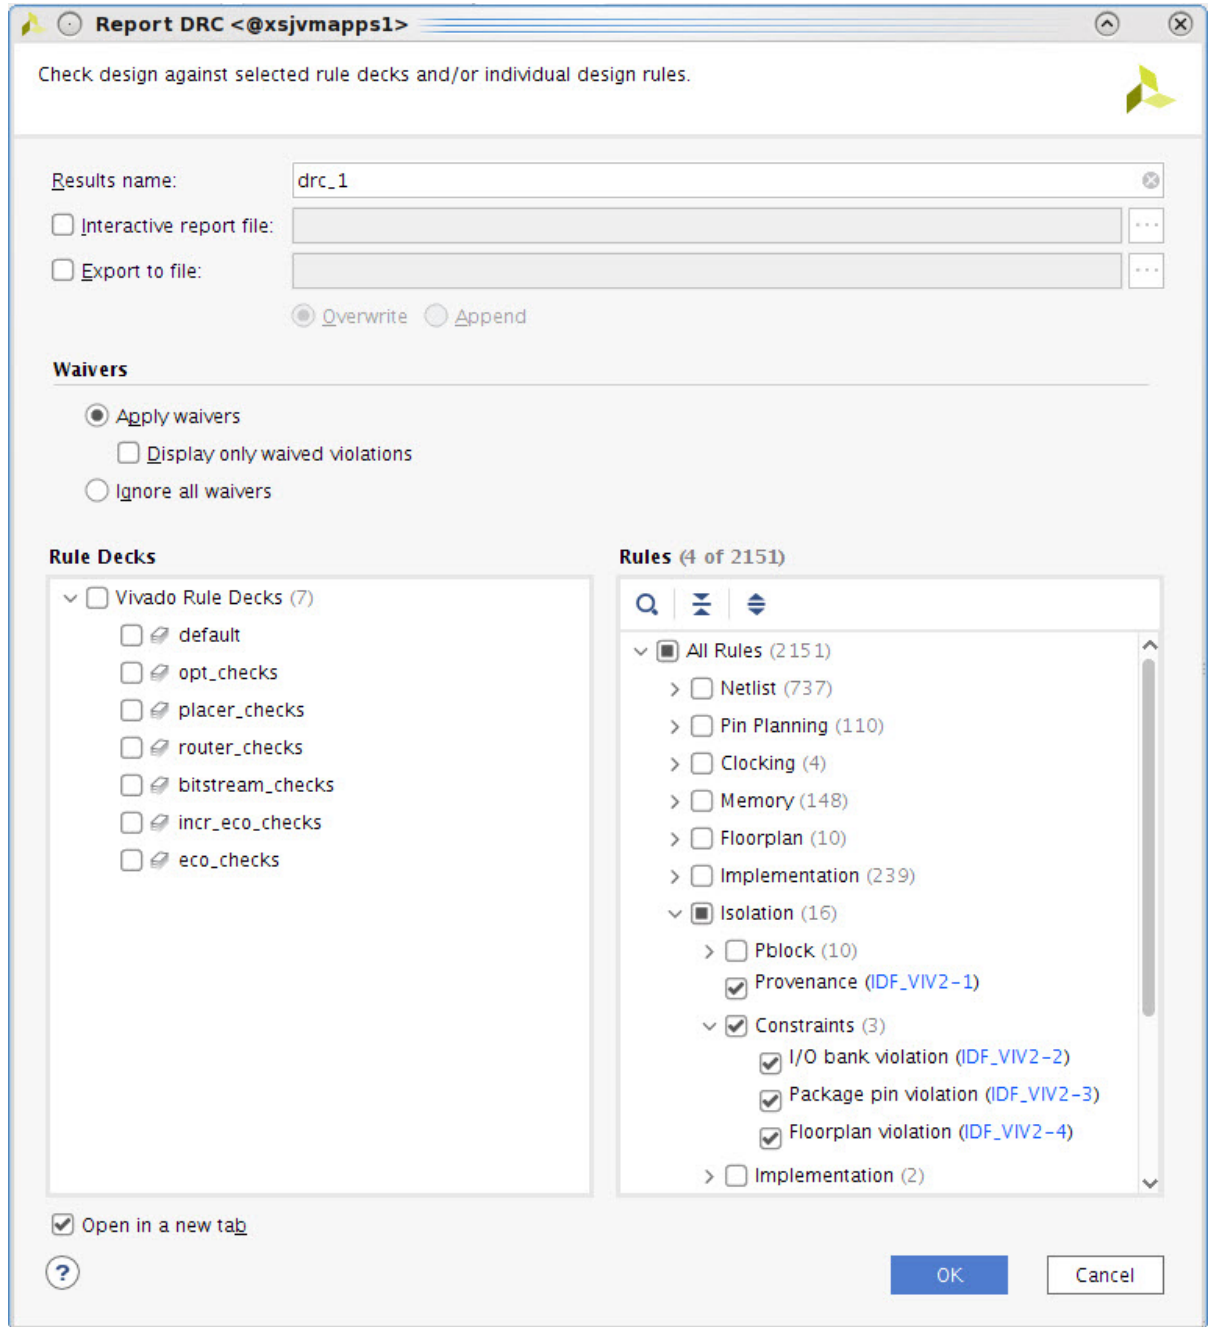 Report DRC <@xsjvmapps1>
Check design against selected rule decks and/or individual design rules.
Results name: drc_1
Interactive report file: ...
Export to file: ...
Overwrite Append
Waivers
Apply waivers
Display only waived violations
Ignore all waivers
Rule Decks
Vivado Rule Decks (7)
default
opt_checks
placer_checks
router_checks
bitstream_checks
incr_eco_checks
eco_checks
Rules (4 of 2151)
All Rules (2151)
Netlist (737)
Pin Planning (110)
Clocking (4)
Memory (148)
Floorplan (10)
Implementation (239)
Isolation (16)
Pblock (10)
Provenance (IDF_VIV2-1)
Constraints (3)
I/O bank violation (IDF_VIV2-2)
Package pin violation (IDF_VIV2-3)
Floorplan violation (IDF_VIV2-4)
Implementation (2)
Open in a new tab
? OK Cancel